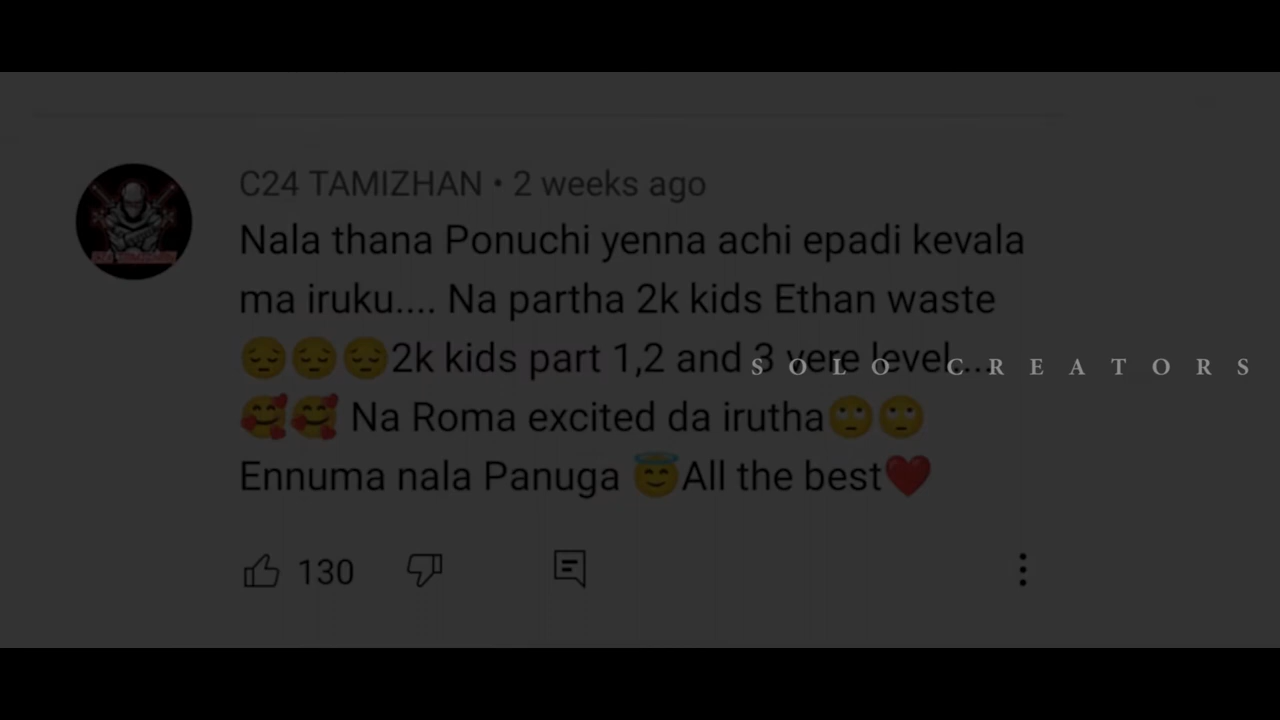 C24 TAMIZHAN • 2 weeks ago
Nala thana Ponuchi yenna achi epadi kevala
ma iruku.... Na partha 2k kids Ethan waste
😔😔😔2k kids part 1,2 and 3 vere level....
SOLO CREATORS
🥰🥰 Na Roma excited da irutha🙄🙄
Ennuma nala Panuga 😇All the best❤️
130